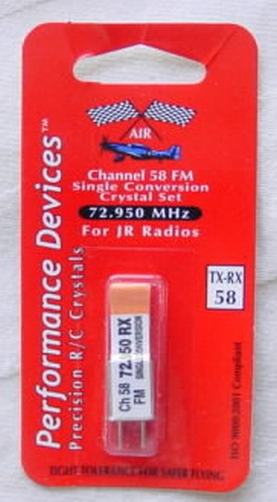 AIR
Channel 58 FM
Single Conversion
Crystal Set
72.950 MHz
For JR Radios
Performance Devices™
Precision R/C Crystals
TX-RX
58
Ch 58 72.950 RX
FM SINGLE CONVERSION
ISO 9000:2001 Compliant
TIGHT TOLERANCE FOR SAFER FLYING